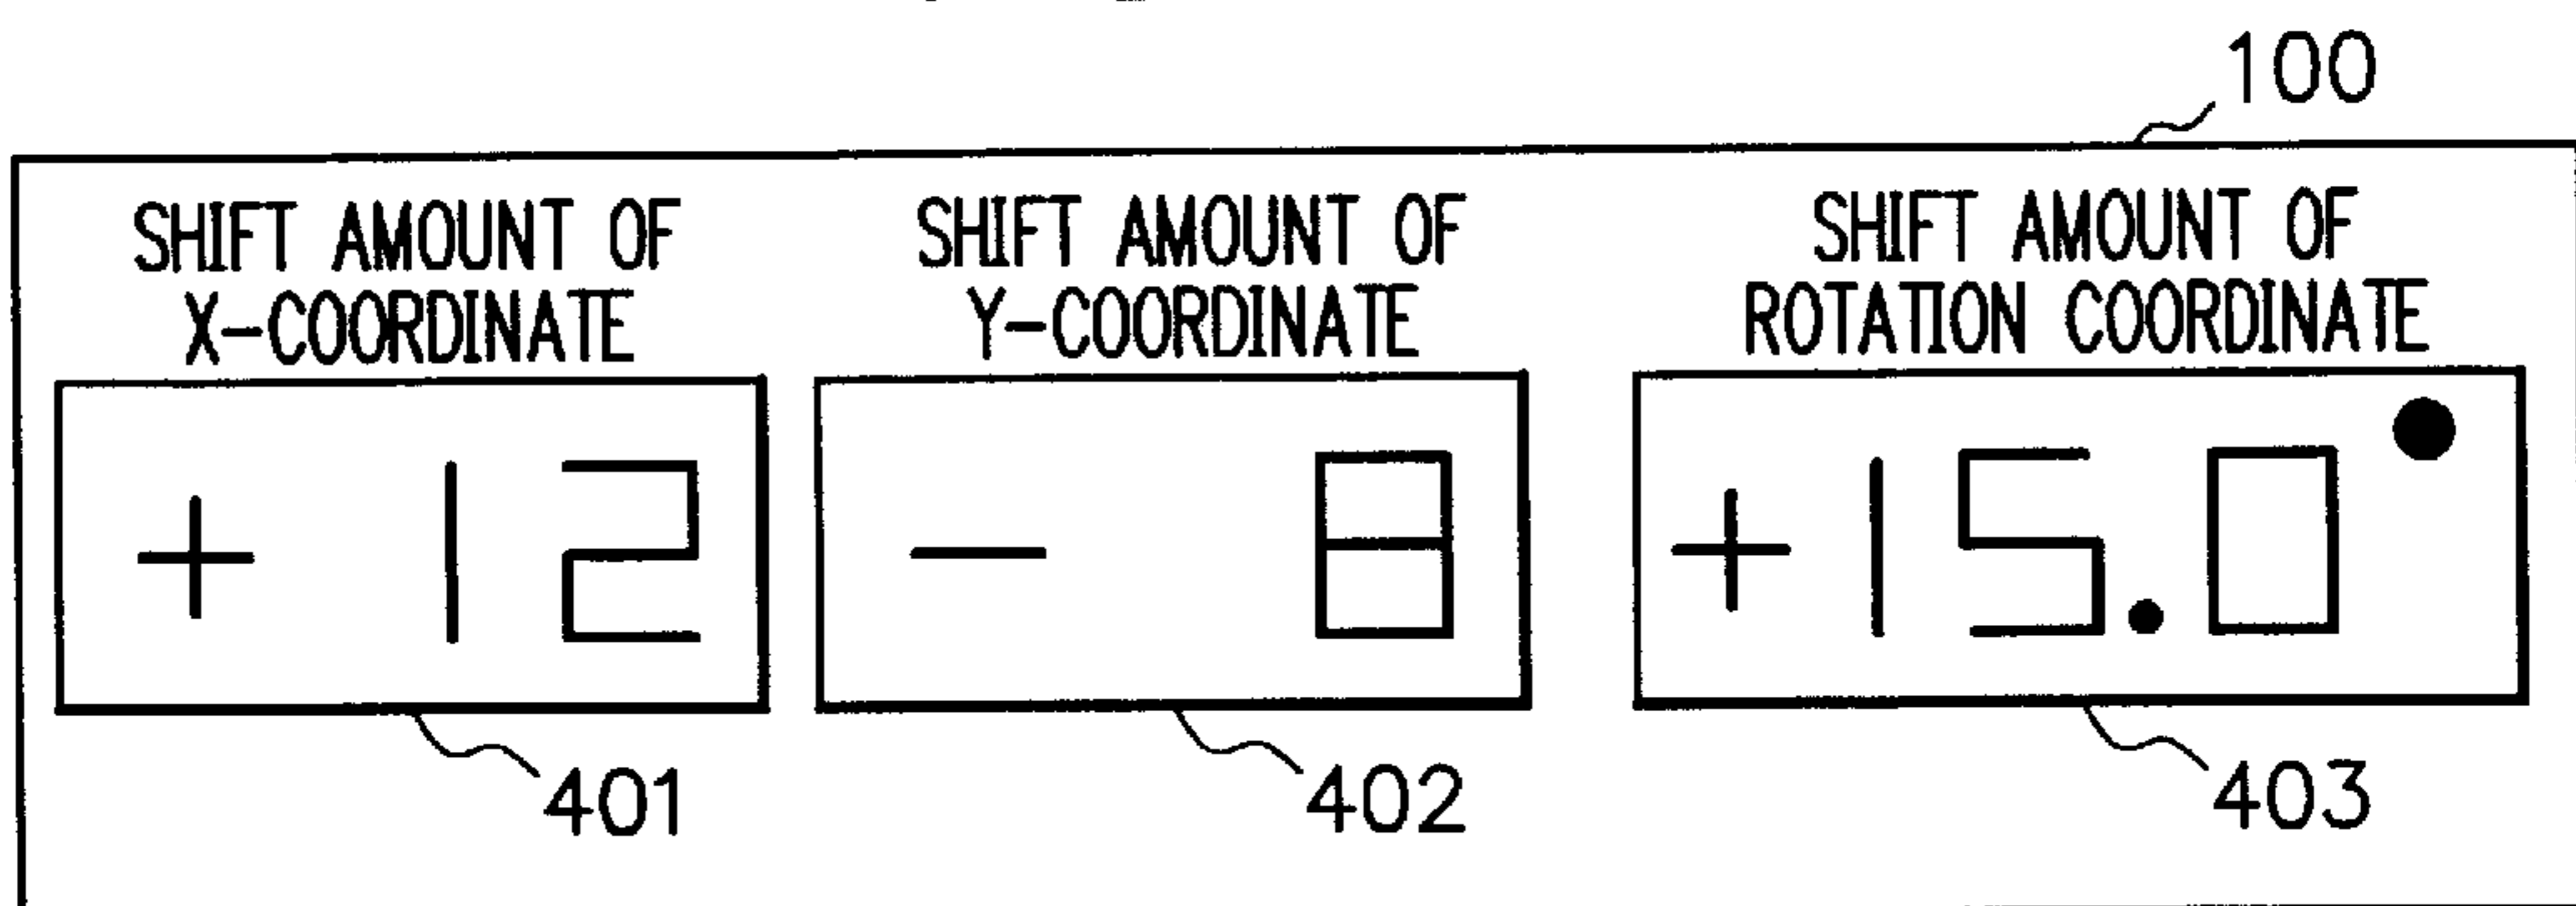 100
SHIFT AMOUNT OF
X-COORDINATE
SHIFT AMOUNT OF
Y-COORDINATE
SHIFT AMOUNT OF
ROTATION COORDINATE
+ 12
- 8
+15.0°
401
402
403